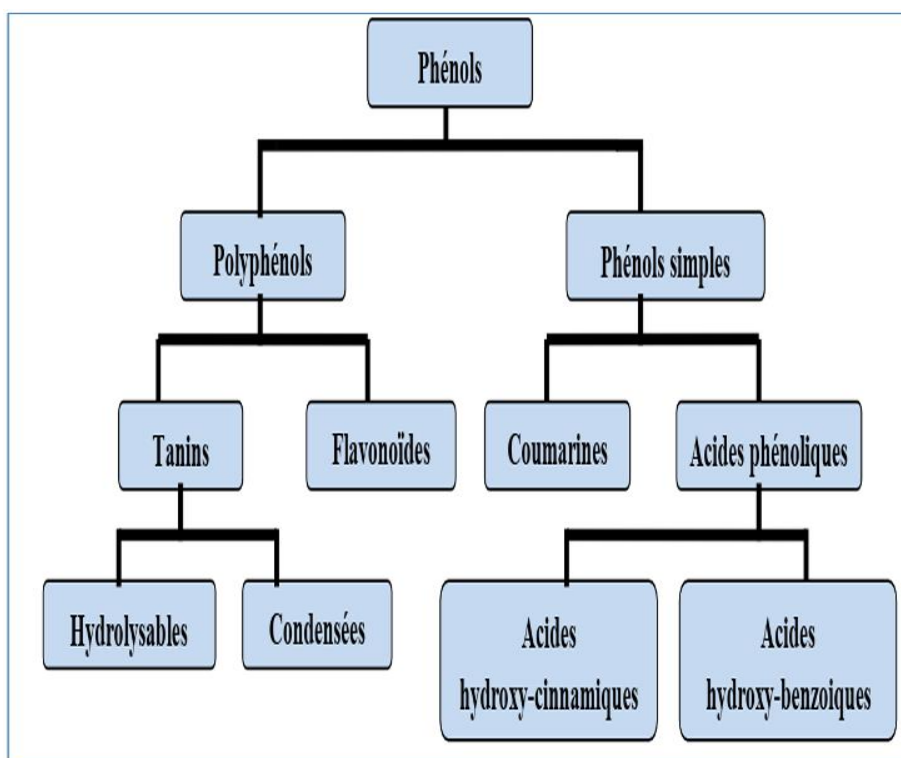 Phénols
Polyphénols
Phénols simples
Tanins
Flavonoïdes
Coumarines
Acides phénoliques
Hydrolysables
Condensées
Acides
hydroxy-cinnamiques
Acides
hydroxy-benzoiques